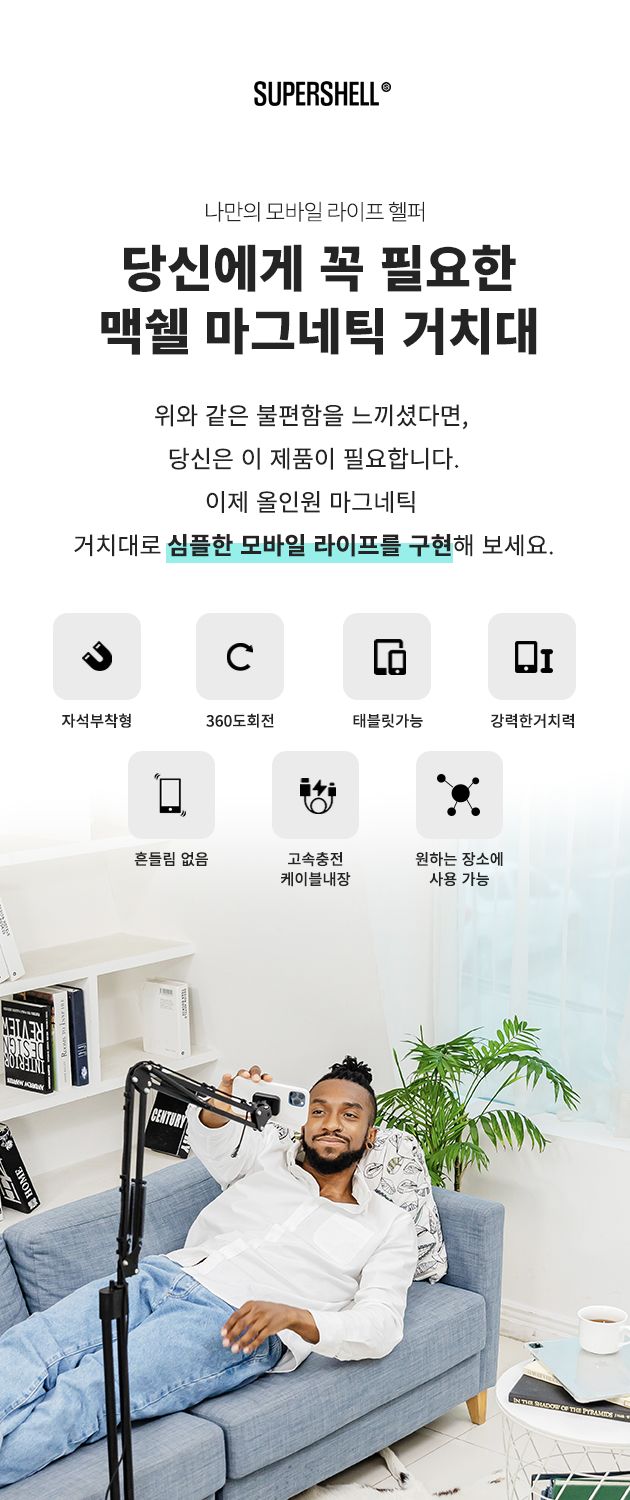 SUPERSHELL
나만의 모바일 라이프 헬퍼
당신에게 꼭 필요한
맥쉘 마그네틱 거치대
위와 같은 불편함을 느끼셨다면,
당신은 이 제품이 필요합니다.
이제 올인원 마그네틱
거치대로 심플한 모바일 라이프를 구현해 보세요.
자석부착형
360도회전
태블릿가능
강력한거치력
흔들림 없음
고속충전
케이블내장
원하는 장소에
사용 가능
INTERIOR
DESIGN
REVIEW
ROOMS
CENTURY
HOME
IN THE SHADOW OF THE PYRAMIDS